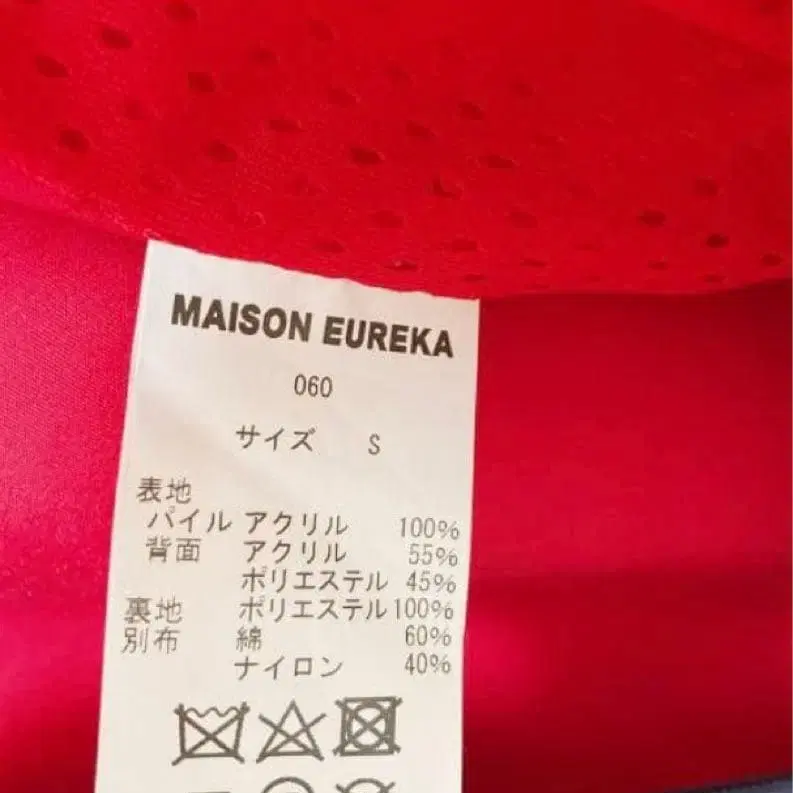 MAISON EUREKA
060
サイズ S
表地
パイル アクリル 100%
背面 アクリル 55%
ポリエステル 45%
裏地 ポリエステル 100%
別布 綿 60%
ナイロン 40%